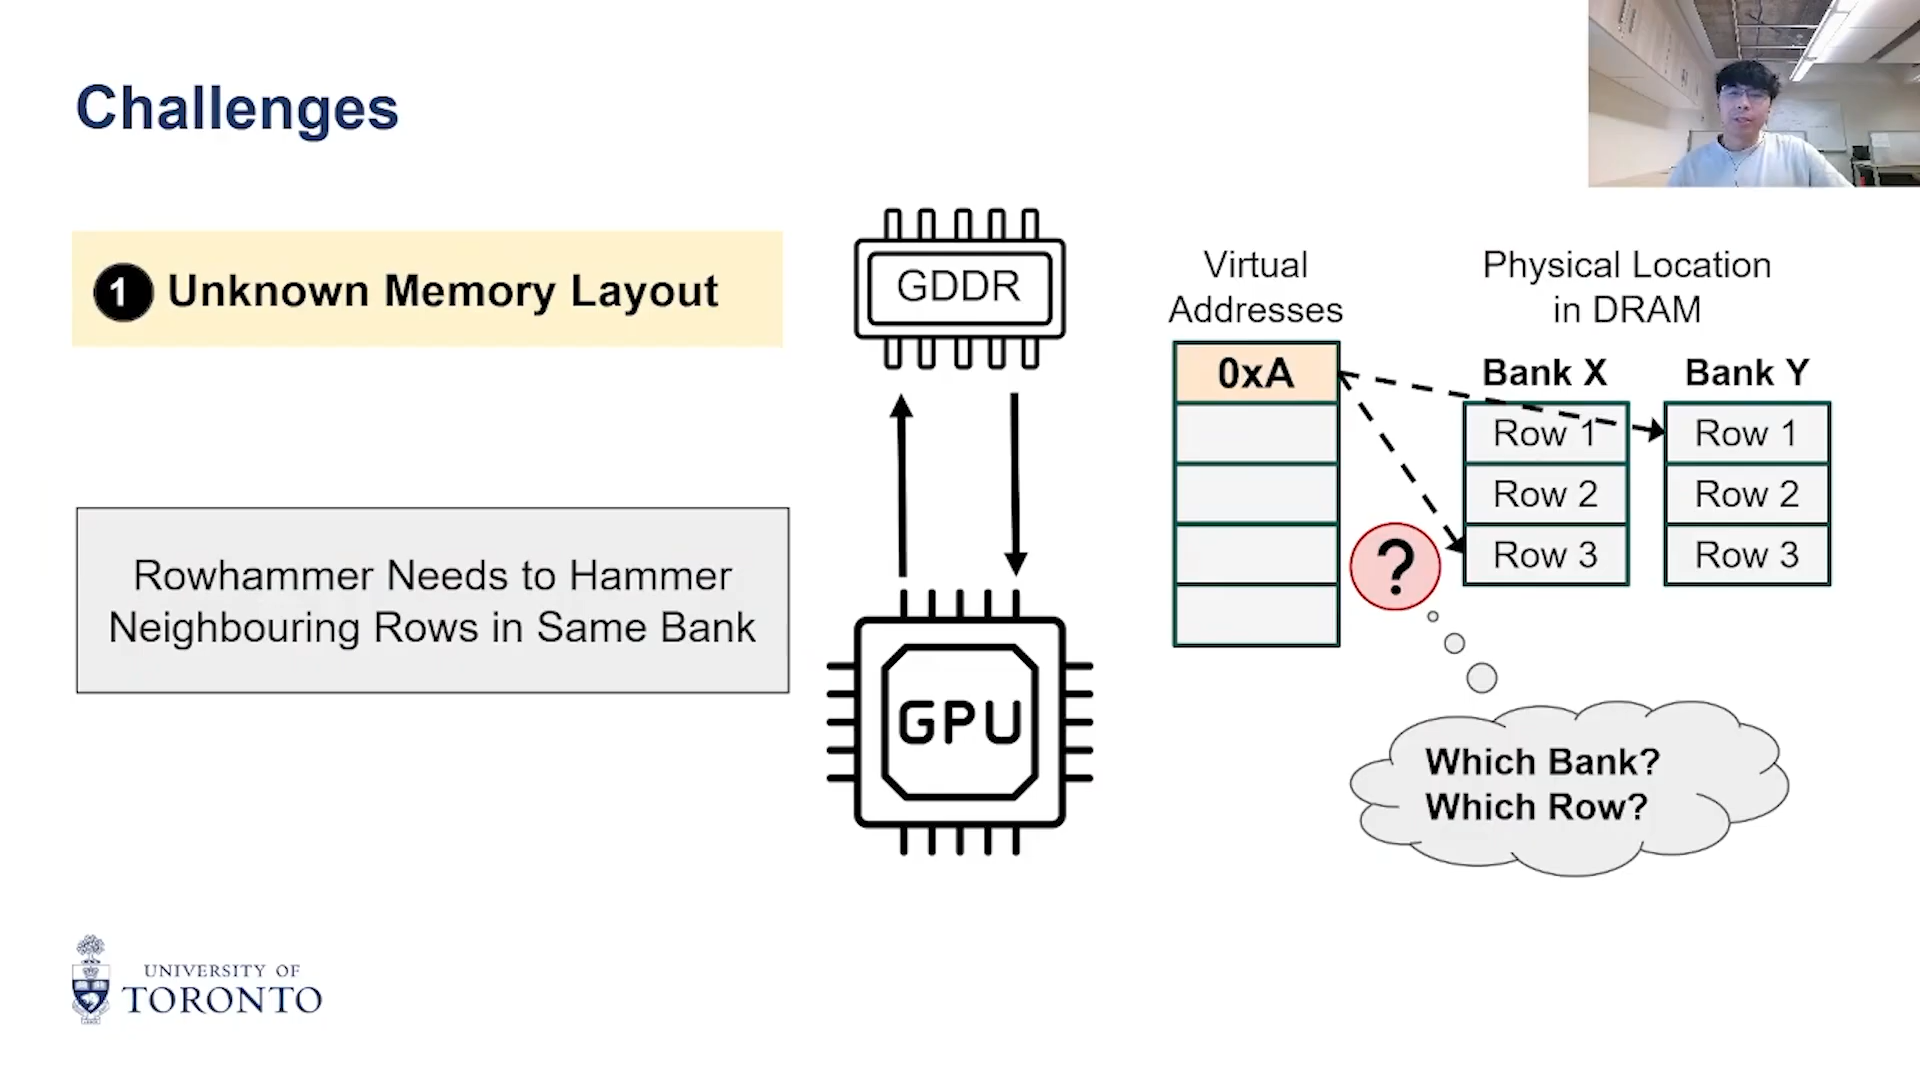 Challenges
1 Unknown Memory Layout
Rowhammer Needs to Hammer
Neighbouring Rows in Same Bank
GDDR
GPU
Virtual
Addresses
0xA
Physical Location
in DRAM
Bank X
Row 1
Row 2
Row 3
Bank Y
Row 1
Row 2
Row 3
?
Which Bank?
Which Row?
UNIVERSITY OF
TORONTO